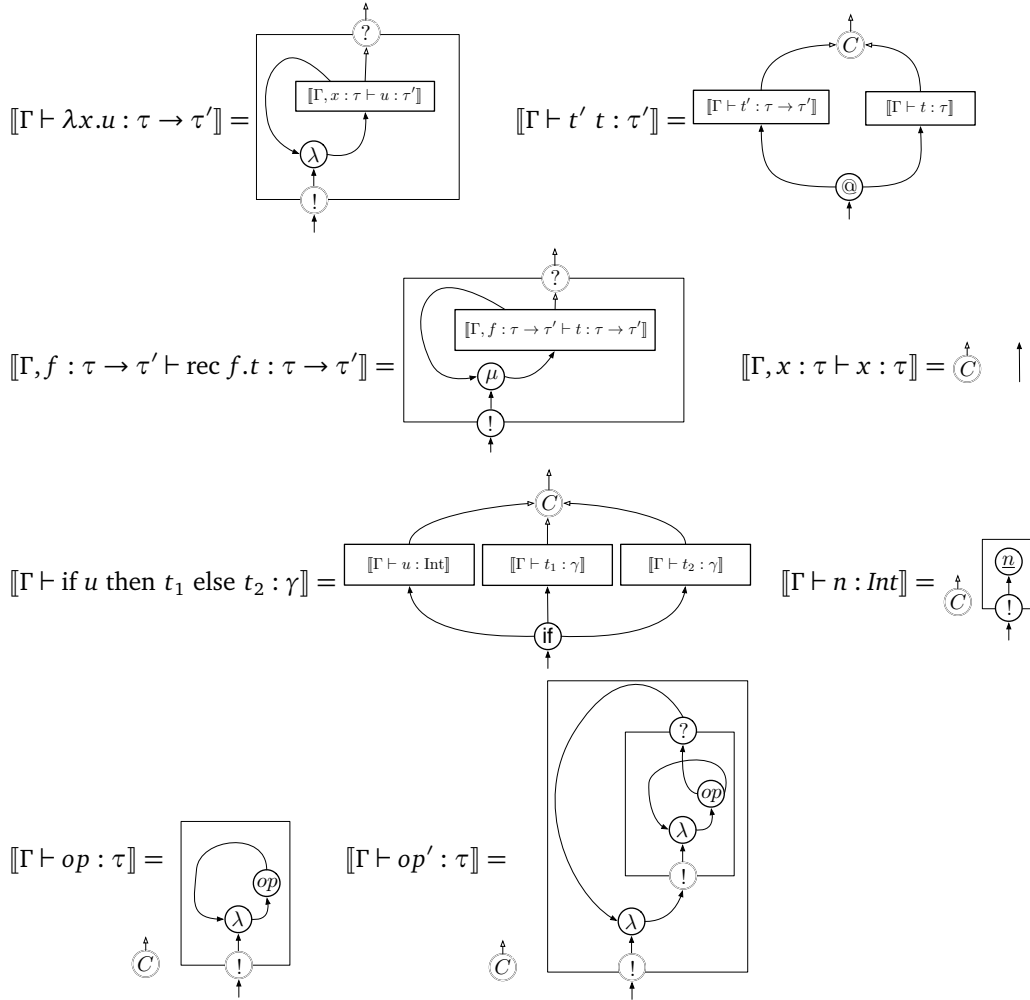 ?
⟦Γ, x : τ ⊢ u : τ′⟧
⟦Γ ⊢ λx.u : τ → τ′⟧ =
λ
!
C
⟦Γ ⊢ t′ : τ → τ′⟧ ⟦Γ ⊢ t : τ⟧
⟦Γ ⊢ t′ t : τ′⟧ =
@
?
⟦Γ, f : τ → τ′ ⊢ t : τ → τ′⟧
⟦Γ, f : τ → τ′ ⊢ rec f.t : τ → τ′⟧ =
μ
!
⟦Γ, x : τ ⊢ x : τ⟧ = C
C
⟦Γ ⊢ u : Int⟧ ⟦Γ ⊢ t₁ : γ⟧ ⟦Γ ⊢ t₂ : γ⟧
⟦Γ ⊢ if u then t₁ else t₂ : γ⟧ =
if
n
⟦Γ ⊢ n : Int⟧ = C
!
⟦Γ ⊢ op : τ⟧ =
op
λ
C !
?
op
λ
⟦Γ ⊢ op′ : τ⟧ =
!
λ
C !